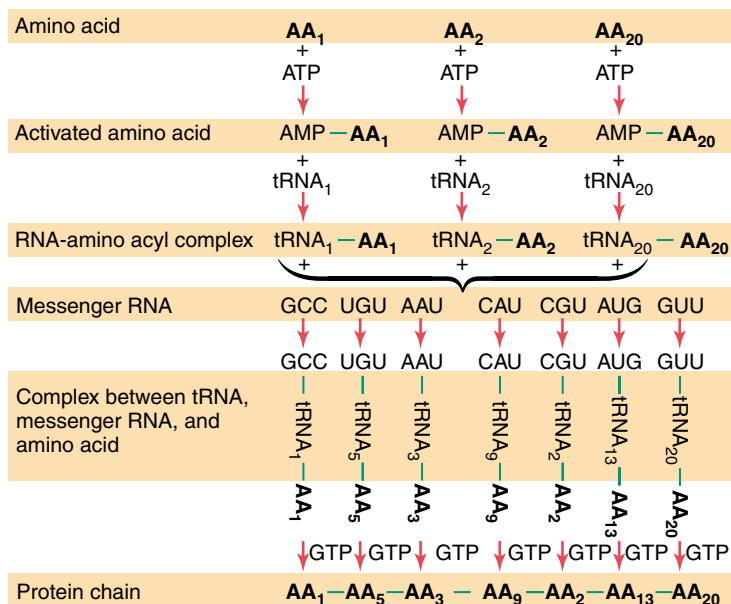 Amino acid AA₁ AA₂ AA₂₀
+ + +
ATP ATP ATP
Activated amino acid AMP – AA₁ AMP – AA₂ AMP – AA₂₀
+ + +
tRNA₁ tRNA₂ tRNA₂₀
RNA-amino acyl complex tRNA₁ – AA₁ tRNA₂ – AA₂ tRNA₂₀ – AA₂₀
+ + +
Messenger RNA GCC UGU AAU CAU CGU AUG GUU
GCC UGU AAU CAU CGU AUG GUU
Complex between tRNA,
messenger RNA, and
amino acid
tRNA₁ tRNA₅ tRNA₃ tRNA₉ tRNA₂ tRNA₁₃ tRNA₂₀
AA₁ AA₅ AA₃ AA₉ AA₂ AA₁₃ AA₂₀
GTP GTP GTP GTP GTP GTP GTP
Protein chain AA₁–AA₅–AA₃ – AA₉–AA₂–AA₁₃–AA₂₀